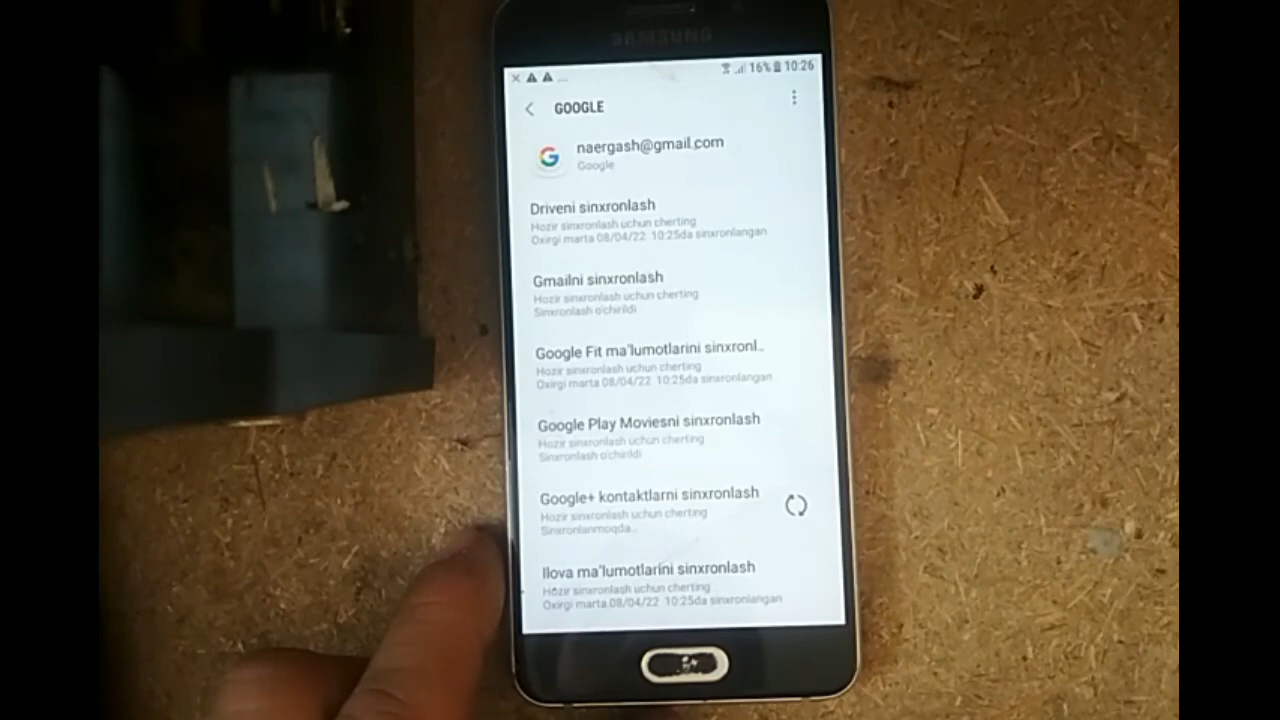 SAMSUNG
16% 10:26
GOOGLE
naergash@gmail.com
Google
Driveni sinxronlash
Hozir sinxronlash uchun cherting
Oxirgi marta 08/04/22 10:25da sinxronlangan
Gmailni sinxronlash
Hozir sinxronlash uchun cherting
Sinxronlash o'chirildi
Google Fit ma'lumotlarini sinxronl..
Hozir sinxronlash uchun cherting
Oxirgi marta 08/04/22 10:25da sinxronlangan
Google Play Moviesni sinxronlash
Hozir sinxronlash uchun cherting
Sinxronlash o'chirildi
Google+ kontaktlarni sinxronlash
Hozir sinxronlash uchun cherting
Sinxronlanmoqda...
Ilova ma'lumotlarini sinxronlash
Hozir sinxronlash uchun cherting
Oxirgi marta 08/04/22 10:25da sinxronlangan